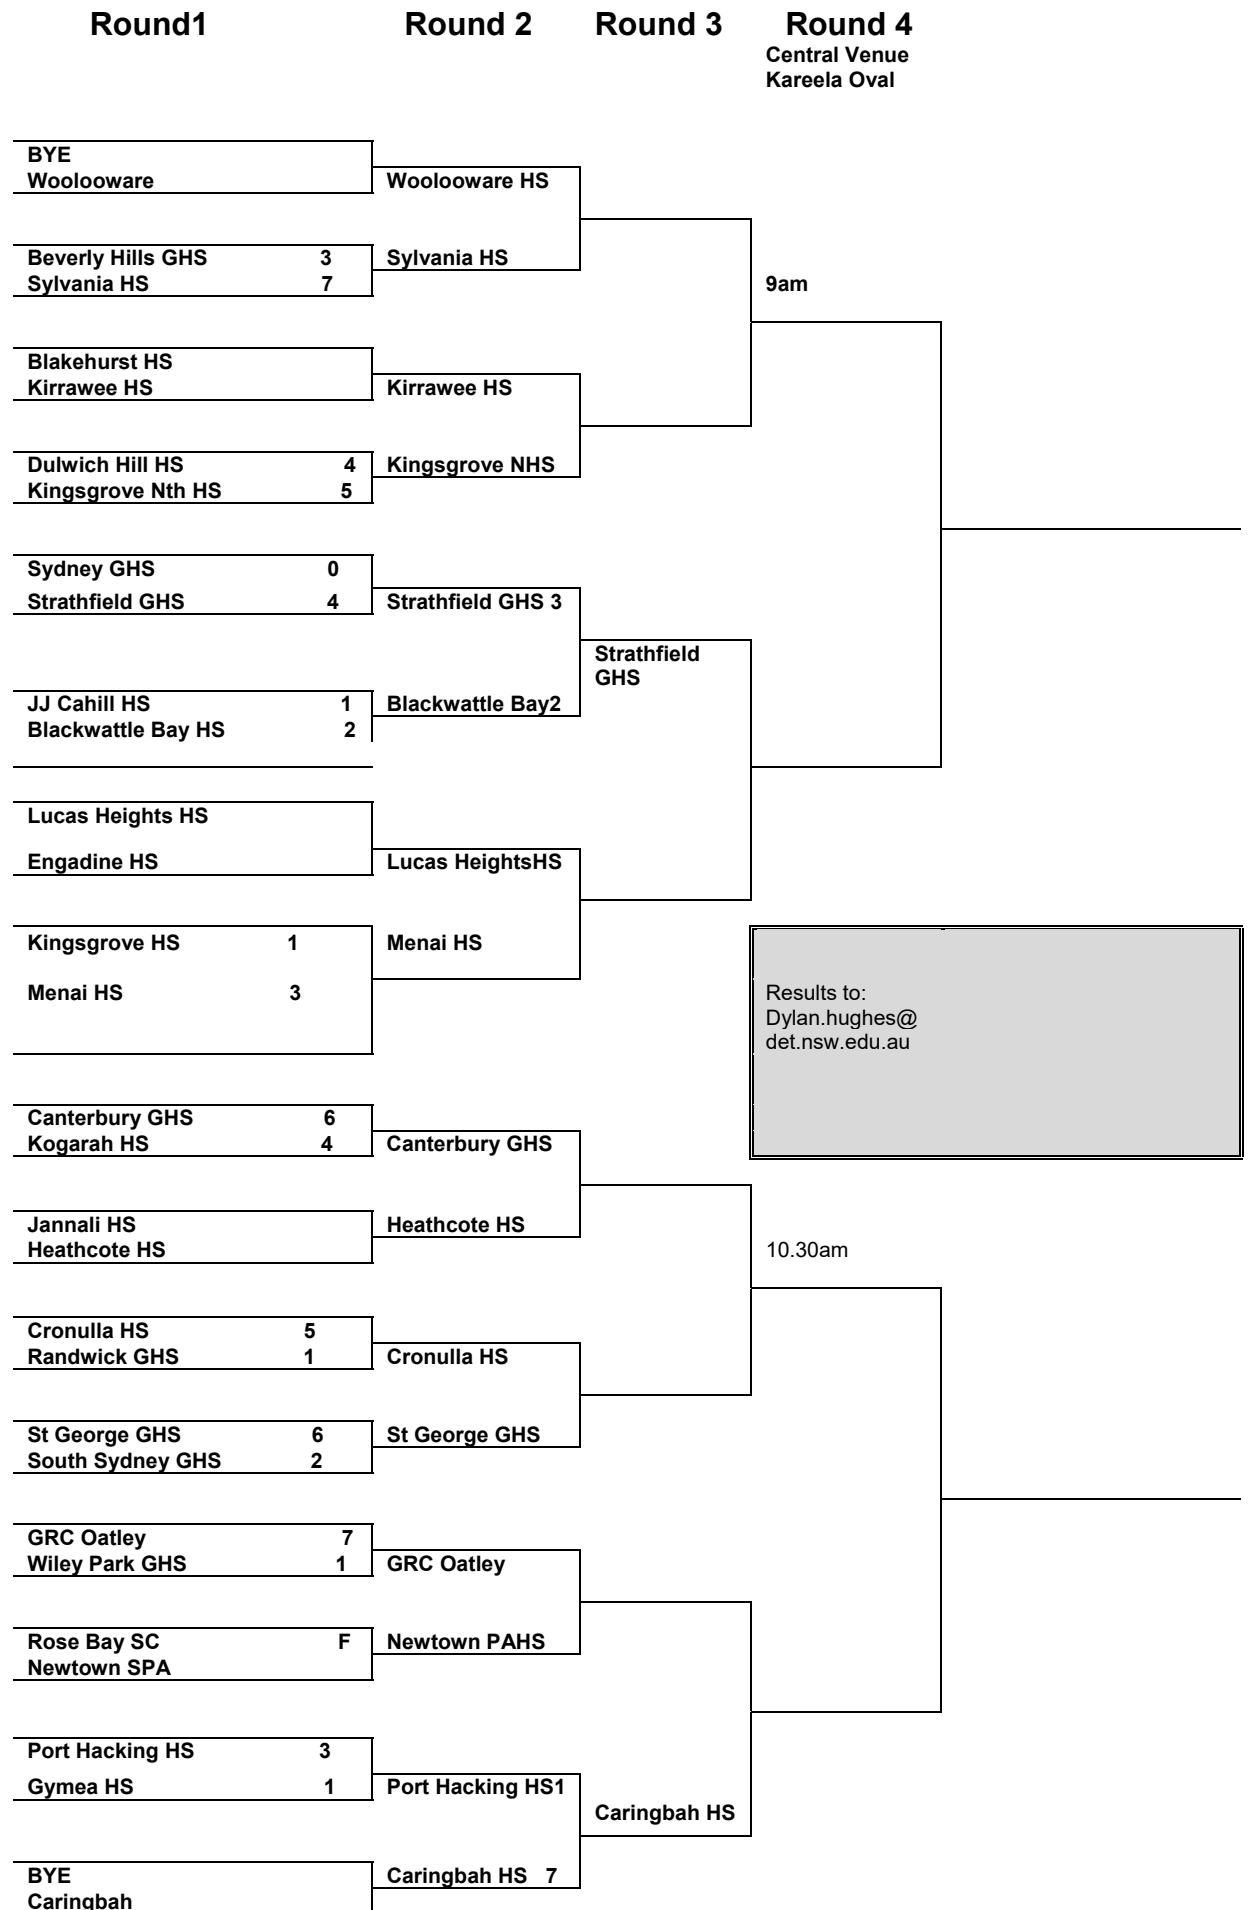 Round1 Round 2 Round 3 Round 4
Central Venue
Kareela Oval
BYE
Woolooware Woolooware HS
Beverly Hills GHS 3 Sylvania HS
Sylvania HS 7 9am
Blakehurst HS
Kirrawee HS Kirrawee HS
Dulwich Hill HS 4 Kingsgrove NHS
Kingsgrove Nth HS 5
Sydney GHS 0
Strathfield GHS 4 Strathfield GHS 3
Strathfield
GHS
JJ Cahill HS 1 Blackwattle Bay2
Blackwattle Bay HS 2
Lucas Heights HS
Engadine HS Lucas HeightsHS
Kingsgrove HS 1 Menai HS
Menai HS 3 Results to:
Dylan.hughes@
det.nsw.edu.au
Canterbury GHS 6
Kogarah HS 4 Canterbury GHS
Jannali HS Heathcote HS
Heathcote HS 10.30am
Cronulla HS 5
Randwick GHS 1 Cronulla HS
St George GHS 6 St George GHS
South Sydney GHS 2
GRC Oatley 7
Wiley Park GHS 1 GRC Oatley
Rose Bay SC F Newtown PAHS
Newtown SPA
Port Hacking HS 3
Gymea HS 1 Port Hacking HS1
Caringbah HS
BYE Caringbah HS 7
Caringbah